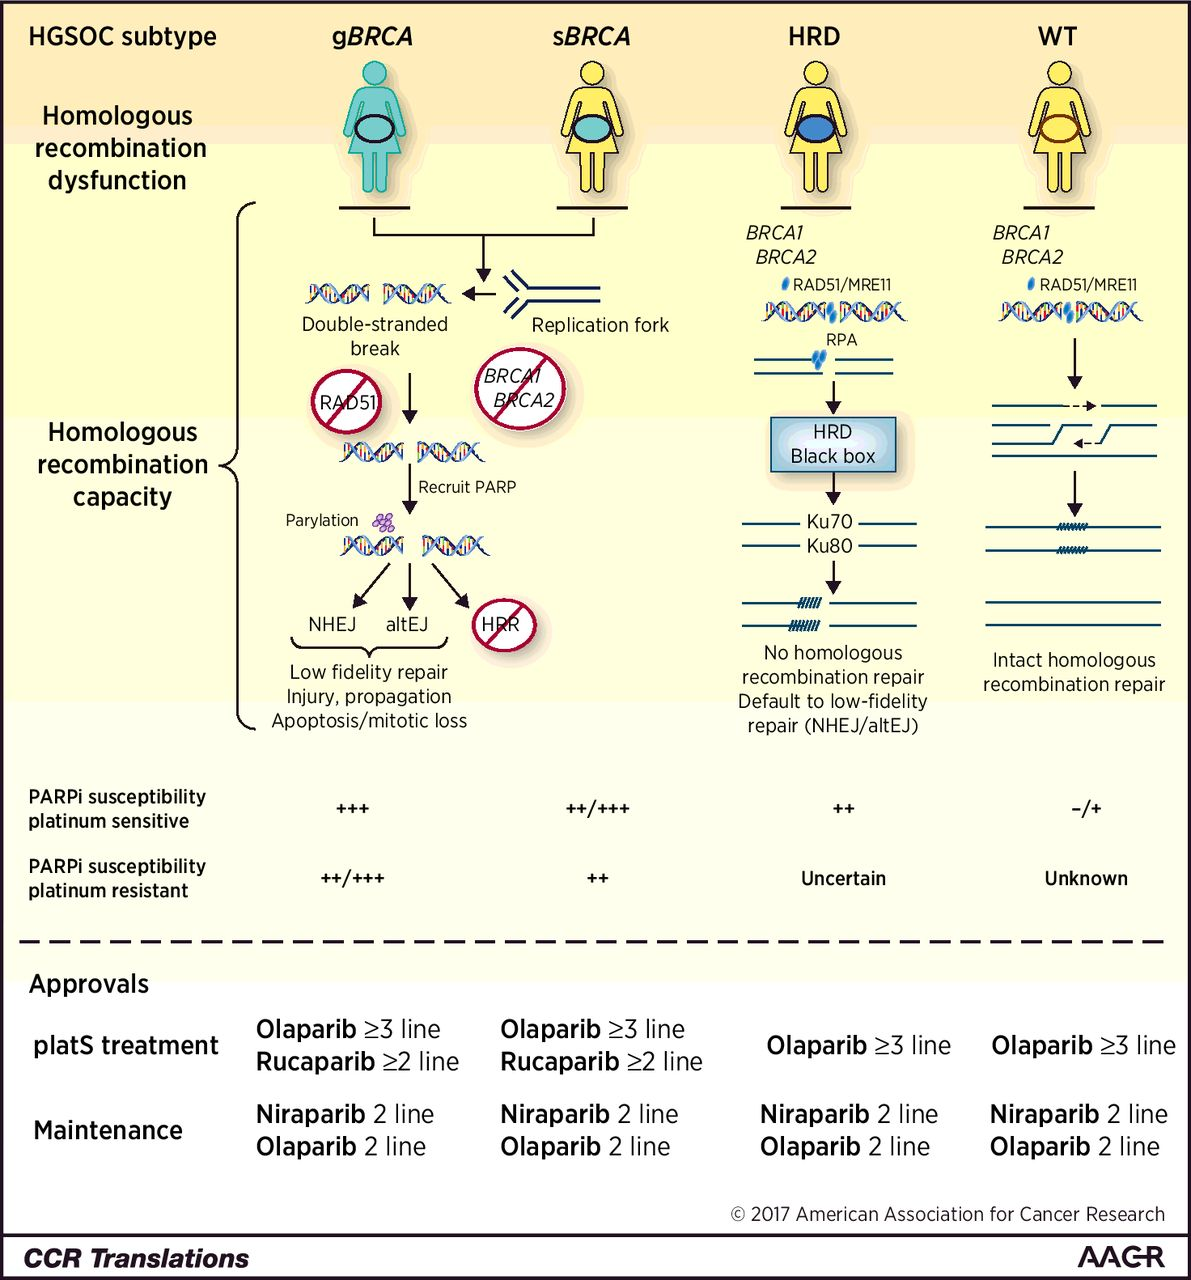 HGSOC subtype
gBRCA
sBRCA
HRD
WT
Homologous
recombination
dysfunction
Homologous
recombination
capacity
Double-stranded
break
Replication fork
RAD51
BRCA1
BRCA2
Recruit PARP
Parylation
NHEJ
altEJ
HRR
Low fidelity repair
Injury, propagation
Apoptosis/mitotic loss
BRCA1
BRCA2
RAD51/MRE11
RPA
HRD
Black box
Ku70
Ku80
No homologous
recombination repair
Default to low-fidelity
repair (NHEJ/altEJ)
BRCA1
BRCA2
RAD51/MRE11
Intact homologous
recombination repair
PARPi susceptibility
platinum sensitive
+++
++/+++
++
–/+
PARPi susceptibility
platinum resistant
++/+++
++
Uncertain
Unknown
Approvals
platS treatment
Olaparib ≥3 line
Rucaparib ≥2 line
Olaparib ≥3 line
Rucaparib ≥2 line
Olaparib ≥3 line
Olaparib ≥3 line
Maintenance
Niraparib 2 line
Olaparib 2 line
Niraparib 2 line
Olaparib 2 line
Niraparib 2 line
Olaparib 2 line
Niraparib 2 line
Olaparib 2 line
© 2017 American Association for Cancer Research
CCR Translations
AACR